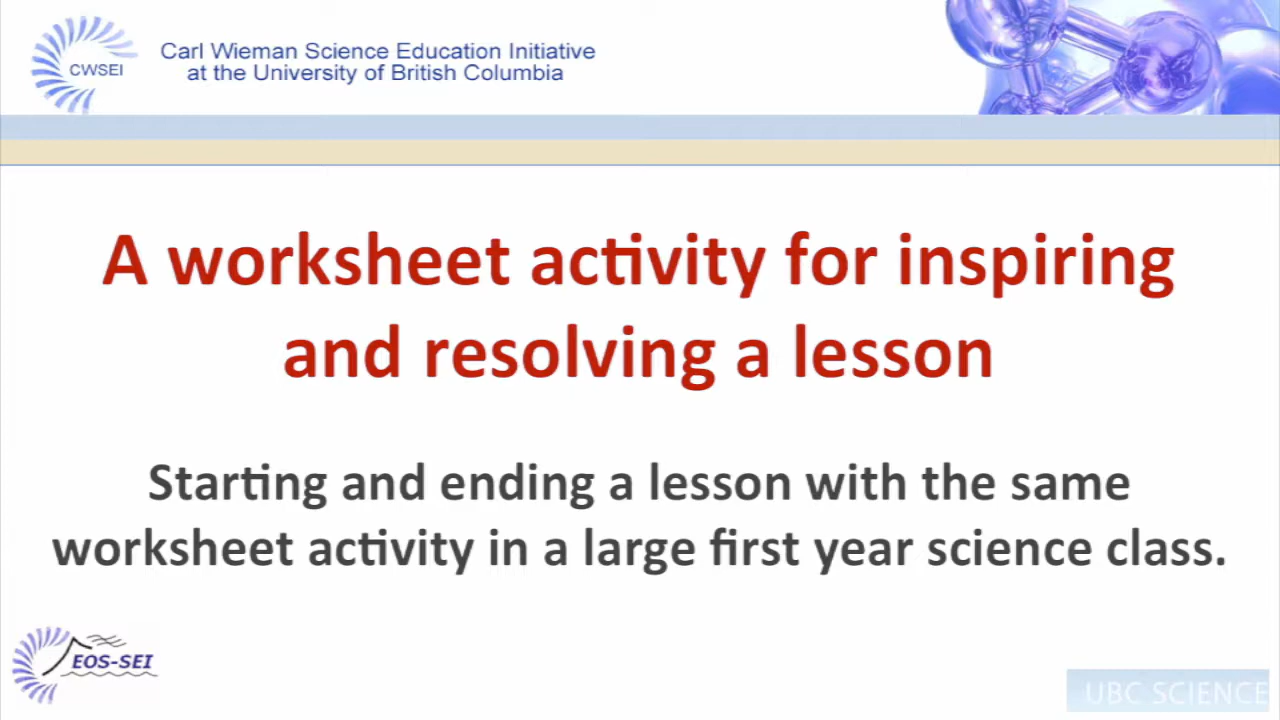 CWSEI
Carl Wieman Science Education Initiative
at the University of British Columbia
A worksheet activity for inspiring
and resolving a lesson
Starting and ending a lesson with the same
worksheet activity in a large first year science class.
EOS-SEI
UBC SCIENCE